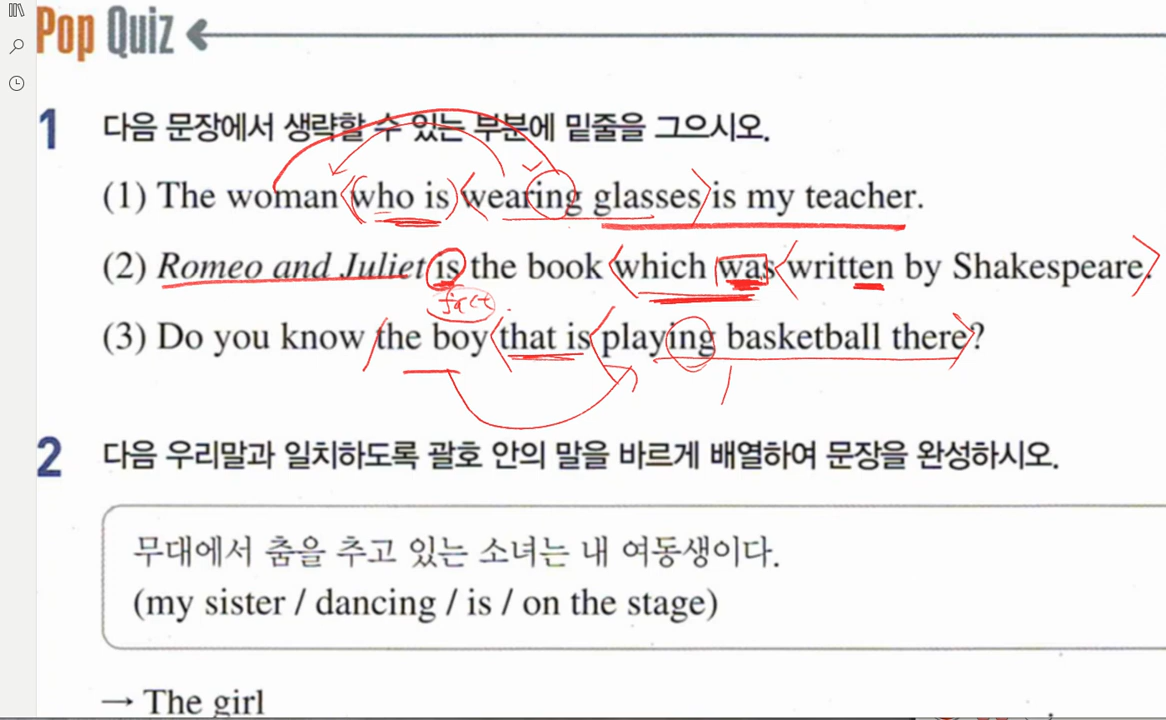 Pop Quiz
1 다음 문장에서 생략할 수 있는 부분에 밑줄을 그으시오.
(1) The woman who is wearing glasses is my teacher.
(2) Romeo and Juliet is the book which was written by Shakespeare.
fact
(3) Do you know the boy that is playing basketball there?
2 다음 우리말과 일치하도록 괄호 안의 말을 바르게 배열하여 문장을 완성하시오.
무대에서 춤을 추고 있는 소녀는 내 여동생이다.
(my sister / dancing / is / on the stage)
→ The girl